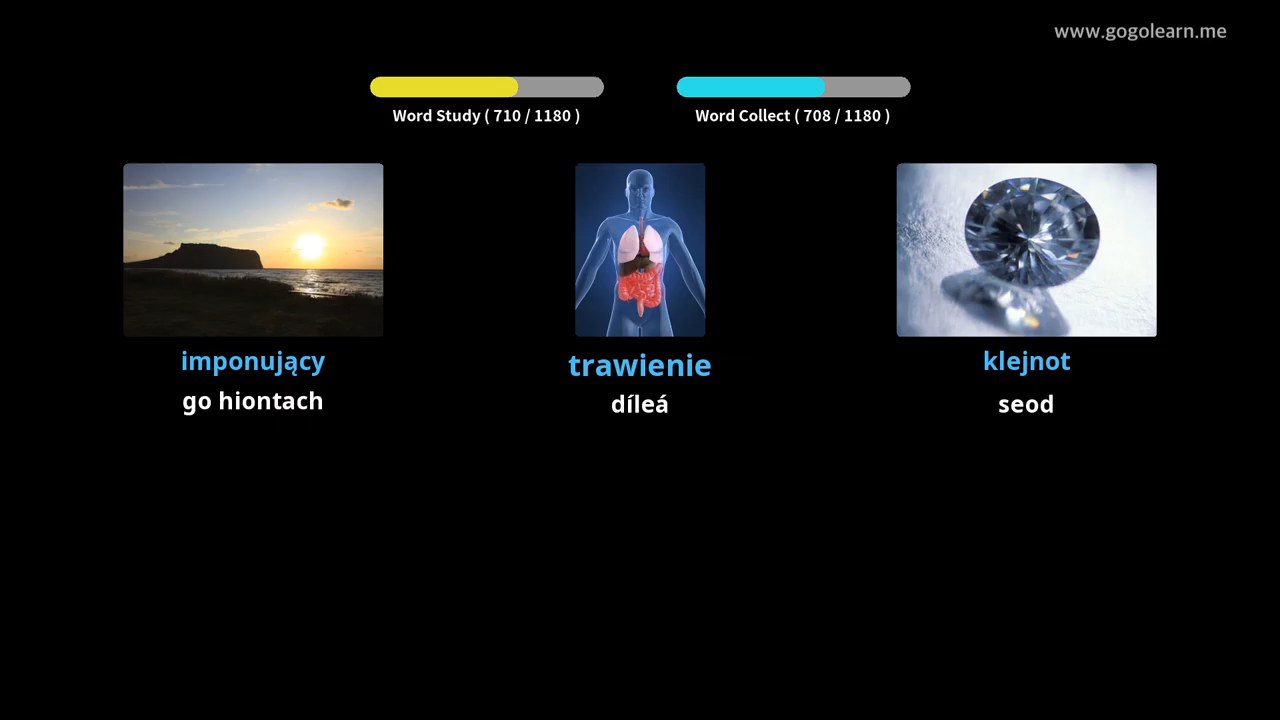 www.gogolearn.me
Word Study ( 710 / 1180 )
Word Collect ( 708 / 1180 )
imponujący
go hiontach
trawienie
díleá
klejnot
seod